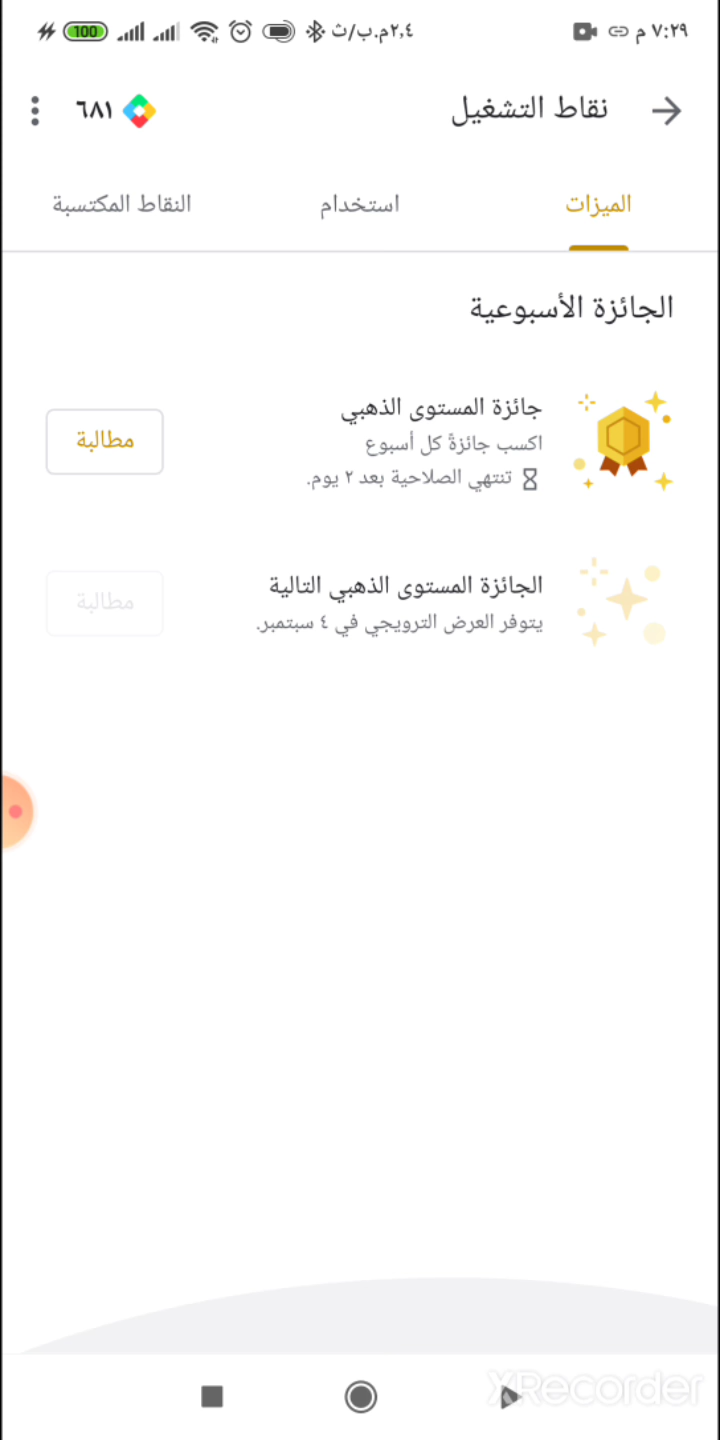 ٧:٢٩ م
٢,٤م.ب/ث
100
نقاط التشغيل
٦٨١
الميزات
استخدام
النقاط المكتسبة
الجائزة الأسبوعية
جائزة المستوى الذهبي
اكسب جائزةً كل أسبوع
تنتهي الصلاحية بعد ٢ يوم.
مطالبة
الجائزة المستوى الذهبي التالية
يتوفر العرض الترويجي في ٤ سبتمبر.
مطالبة
XRecorder